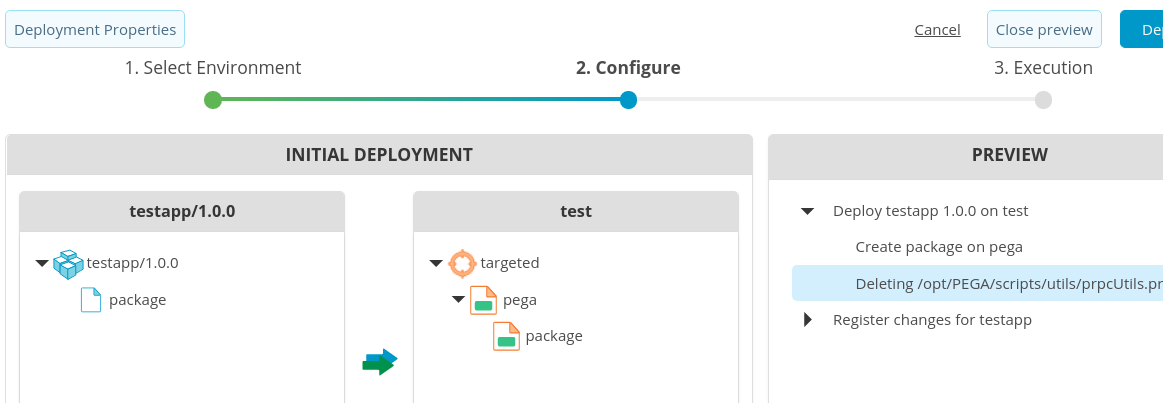 Deployment Properties
Cancel
Close preview
1. Select Environment
2. Configure
3. Execution
INITIAL DEPLOYMENT
PREVIEW
testapp/1.0.0
test
Deploy testapp 1.0.0 on test
Create package on pega
testapp/1.0.0
targeted
package
pega
Deleting /opt/PEGA/scripts/utils/prpcUtils.pr
package
Register changes for testapp